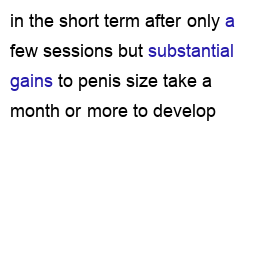 in the short term after only a
few sessions but substantial
gains to penis size take a
month or more to develop